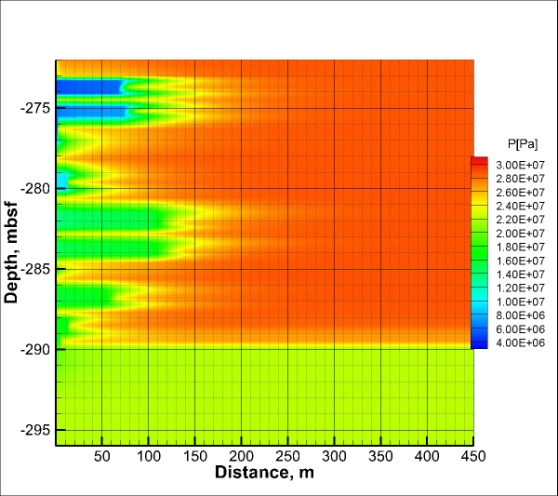 P[Pa]
3.00E+07
2.80E+07
2.60E+07
2.40E+07
2.20E+07
2.00E+07
1.80E+07
1.60E+07
1.40E+07
1.20E+07
1.00E+07
8.00E+06
6.00E+06
4.00E+06
Depth, mbsf
-275
-280
-285
-290
-295
50 100 150 200 250 300 350 400 450
Distance, m